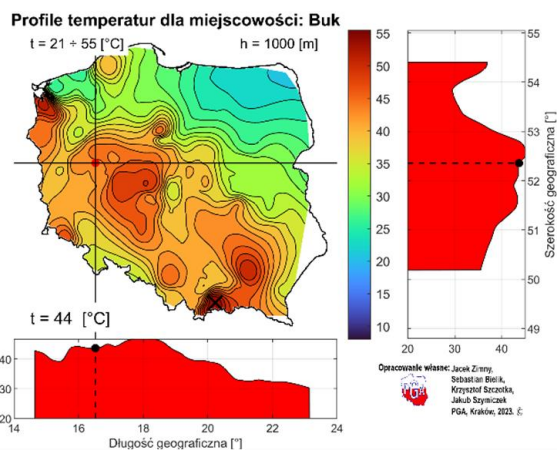 Profile temperatur dla miejscowości: Buk
t = 21 ÷ 55 [°C]
h = 1000 [m]
55
50
45
40
35
30
25
20
15
10
55
54
53
52
51
50
49
20
30
40
Szerokość geograficzna [°]
t = 44 [°C]
40
30
20
14
16
18
20
22
24
Długość geograficzna [°]
Opracowanie własne: Jacek Zimny,
Sebastian Bielik,
Krzysztof Szczotka,
Jakub Szymiczek
PGA, Kraków, 2023.
PGA